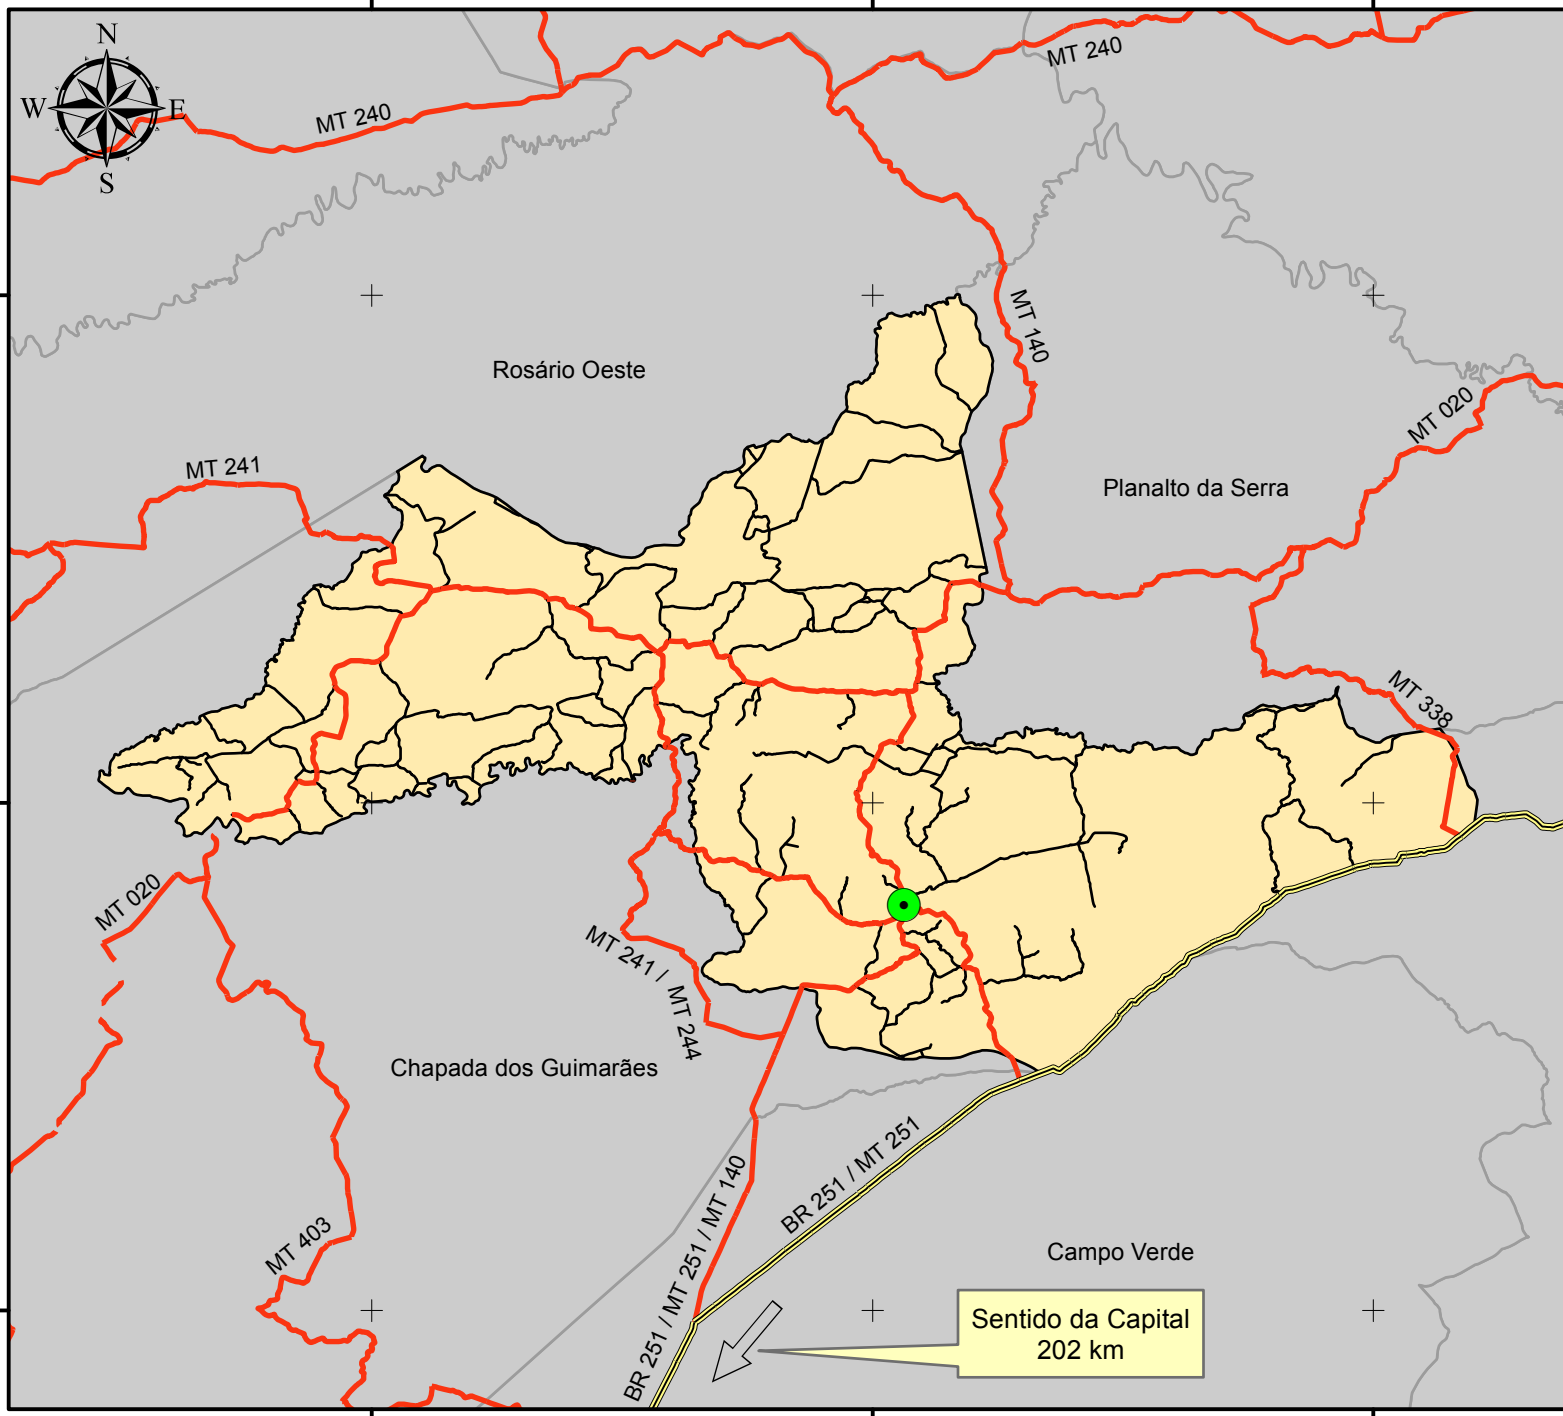 N
W E
S
MT 240
MT 240
MT 140
Rosário Oeste
MT 020
MT 241
Planalto da Serra
MT 338
MT 020
MT 241 / MT 244
Chapada dos Guimarães
BR 251 / MT 251
BR 251 / MT 251 / MT 140
MT 403
Campo Verde
Sentido da Capital
202 km